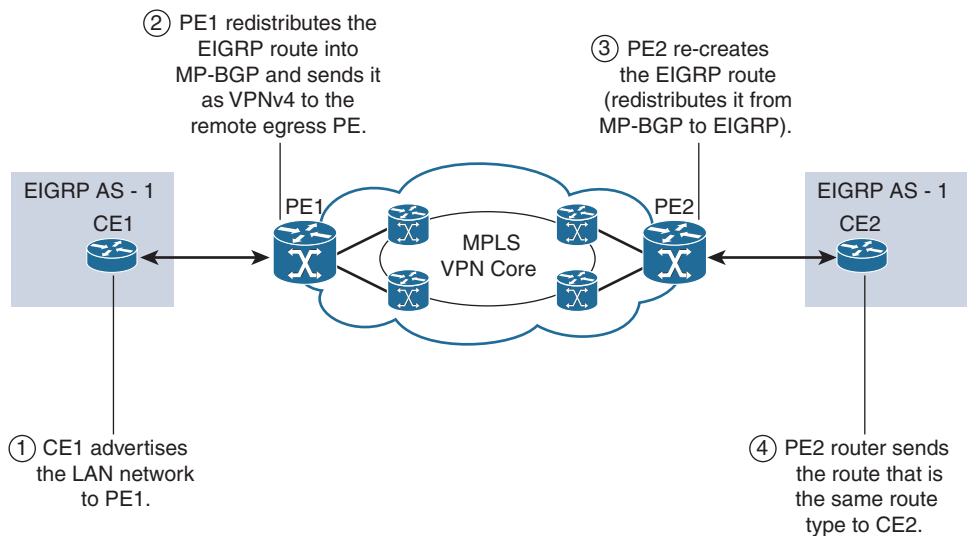 ② PE1 redistributes the
EIGRP route into
MP-BGP and sends it
as VPNv4 to the
remote egress PE.
③ PE2 re-creates
the EIGRP route
(redistributes it from
MP-BGP to EIGRP).
EIGRP AS - 1
CE1
PE1
MPLS
VPN Core
PE2
EIGRP AS - 1
CE2
① CE1 advertises
the LAN network
to PE1.
④ PE2 router sends
the route that is
the same route
type to CE2.